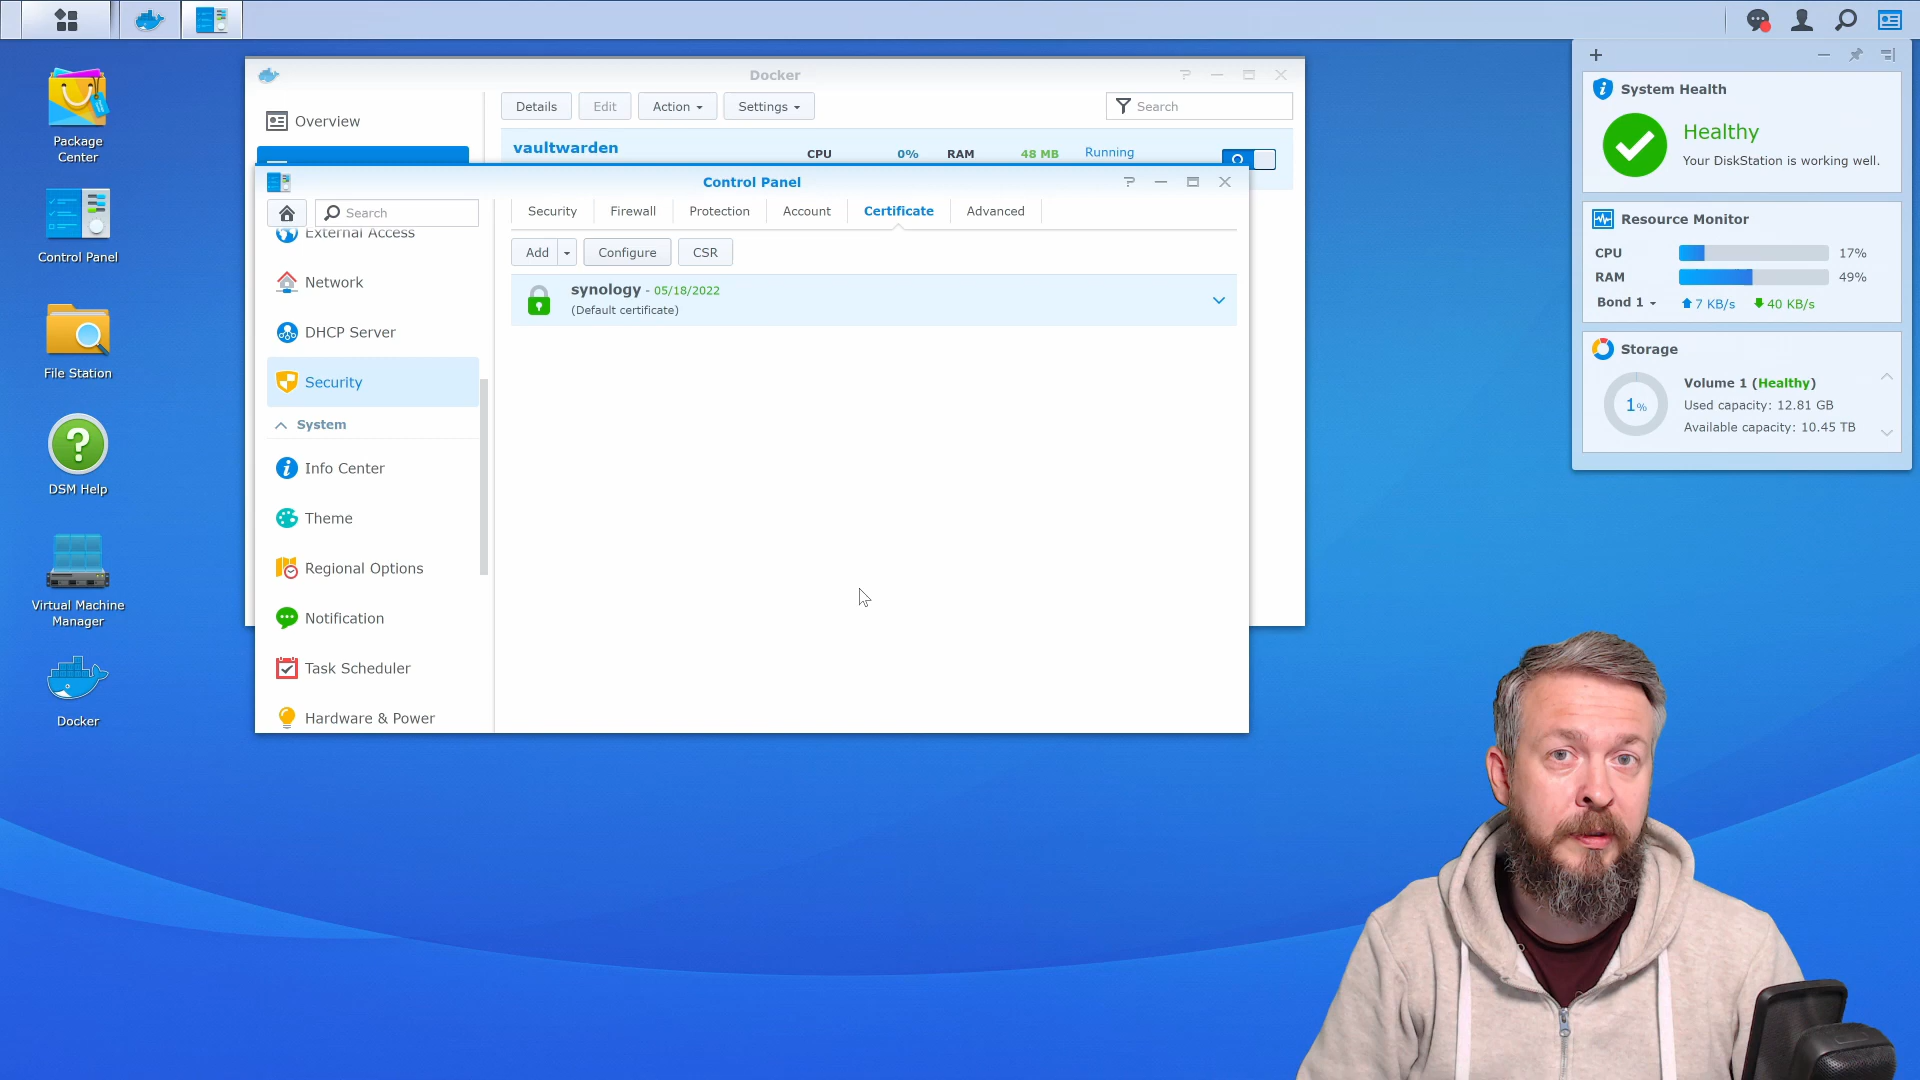 Package
Center
Control Panel
File Station
DSM Help
Virtual Machine
Manager
Docker
Docker
Overview
Details
Edit
Action
Settings
Search
vaultwarden
CPU
0%
RAM
48 MB
Running
Control Panel
Search
External Access
Network
DHCP Server
Security
System
Info Center
Theme
Regional Options
Notification
Task Scheduler
Hardware & Power
Security
Firewall
Protection
Account
Certificate
Advanced
Add
Configure
CSR
synology - 05/18/2022
(Default certificate)
System Health
Healthy
Your DiskStation is working well.
Resource Monitor
CPU
17%
RAM
49%
Bond 1
7 KB/s
40 KB/s
Storage
1%
Volume 1 (Healthy)
Used capacity: 12.81 GB
Available capacity: 10.45 TB